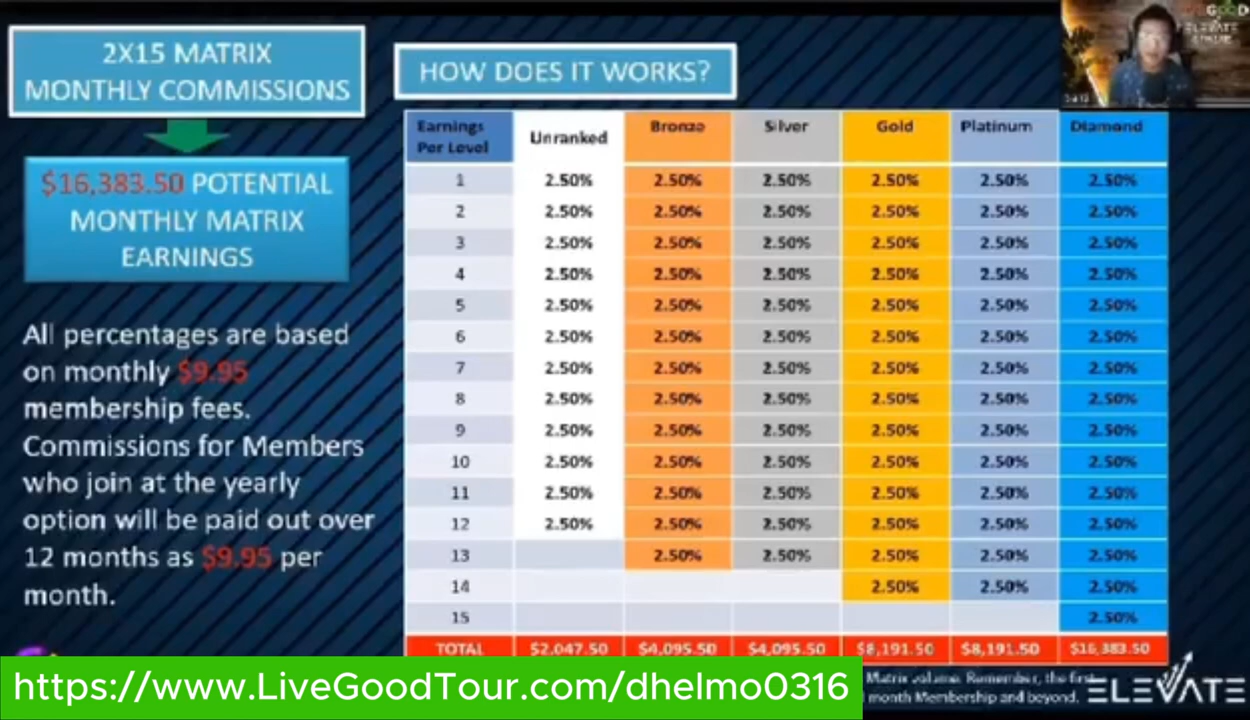 2X15 MATRIX
MONTHLY COMMISSIONS
$16,383.50 POTENTIAL
MONTHLY MATRIX
EARNINGS
All percentages are based
on monthly $9.95
membership fees.
Commissions for Members
who join at the yearly
option will be paid out over
12 months as $9.95 per
month.
HOW DOES IT WORKS?
Earnings Per Level Unranked Bronze Silver Gold Platinum Diamond
1 2.50% 2.50% 2.50% 2.50% 2.50% 2.50%
2 2.50% 2.50% 2.50% 2.50% 2.50% 2.50%
3 2.50% 2.50% 2.50% 2.50% 2.50% 2.50%
4 2.50% 2.50% 2.50% 2.50% 2.50% 2.50%
5 2.50% 2.50% 2.50% 2.50% 2.50% 2.50%
6 2.50% 2.50% 2.50% 2.50% 2.50% 2.50%
7 2.50% 2.50% 2.50% 2.50% 2.50% 2.50%
8 2.50% 2.50% 2.50% 2.50% 2.50% 2.50%
9 2.50% 2.50% 2.50% 2.50% 2.50% 2.50%
10 2.50% 2.50% 2.50% 2.50% 2.50% 2.50%
11 2.50% 2.50% 2.50% 2.50% 2.50% 2.50%
12 2.50% 2.50% 2.50% 2.50% 2.50% 2.50%
13 2.50% 2.50% 2.50% 2.50% 2.50%
14 2.50% 2.50% 2.50%
15 2.50%
TOTAL $2,047.50 $4,095.50 $4,095.50 $8,191.50 $8,191.50 $16,383.50
Matrix volume. Remember, the first
month Membership and beyond.
ELEVATE
https://www.LiveGoodTour.com/dhelmo0316